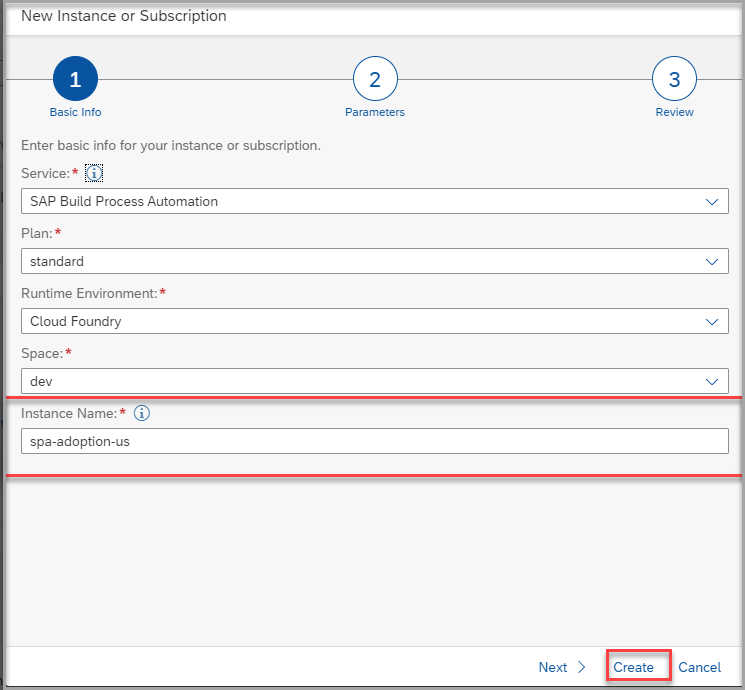 New Instance or Subscription
1 2 3
Basic Info Parameters Review
Enter basic info for your instance or subscription.
Service:* i
SAP Build Process Automation
Plan:*
standard
Runtime Environment:*
Cloud Foundry
Space:*
dev
Instance Name:* i
spa-adoption-us
Next > Create Cancel